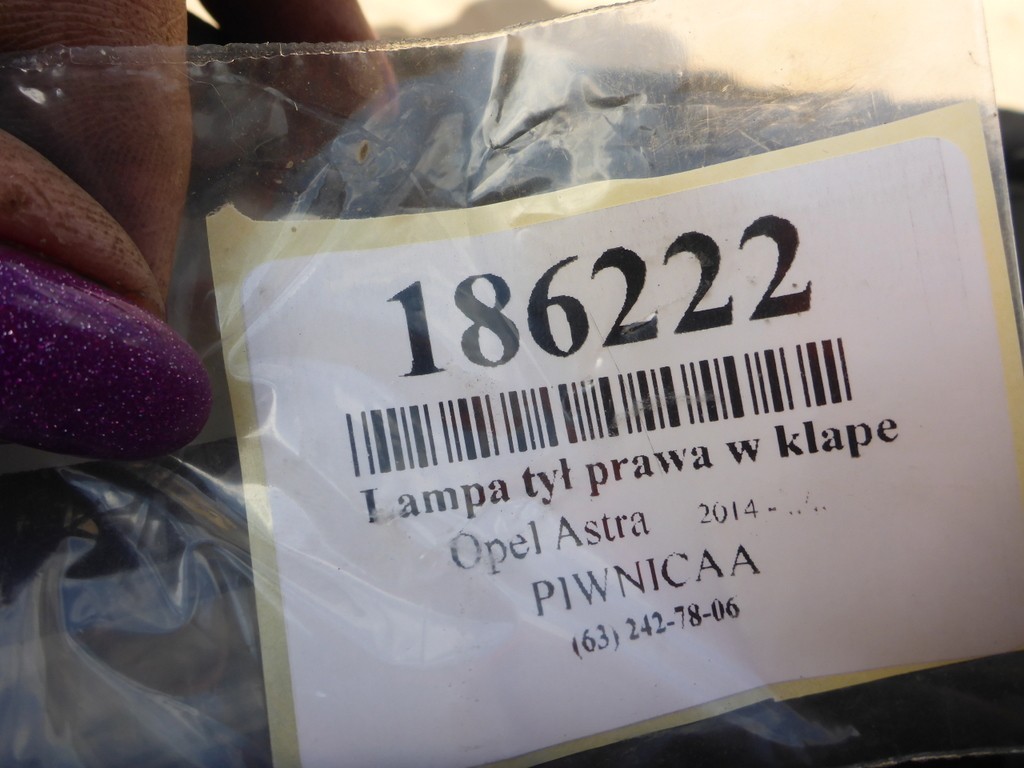 186222
Lampa tył prawa w klape
Opel Astra 2014 -
PIWNICAA
(63) 242-78-06